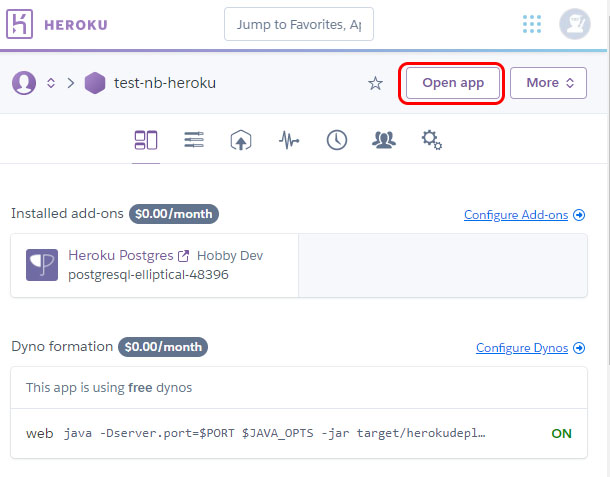 HEROKU
Jump to Favorites, Ap
test-nb-heroku
Open app
More
Installed add-ons $0.00/month
Configure Add-ons
Heroku Postgres Hobby Dev
postgresql-elliptical-48396
Dyno formation $0.00/month
Configure Dynos
This app is using free dynos
web java -Dserver.port=$PORT $JAVA_OPTS -jar target/herokudepl…
ON